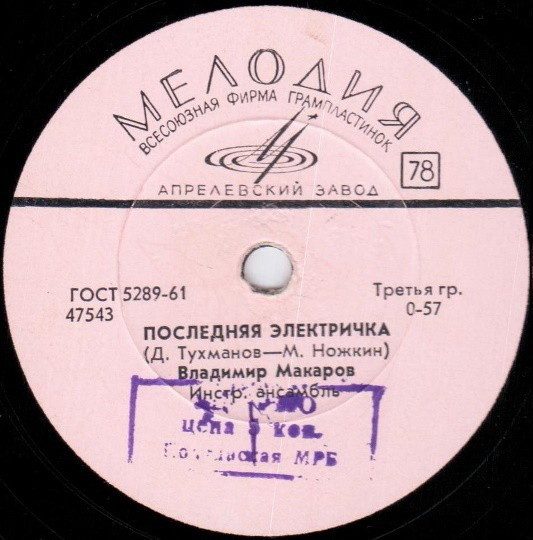 МЕЛОДИЯ
ВСЕСОЮЗНАЯ ФИРМА ГРАМПЛАСТИНОК
78
АПРЕЛЕВСКИЙ ЗАВОД
ГОСТ 5289-61
Третья гр.
47543
0-57
ПОСЛЕДНЯЯ ЭЛЕКТРИЧКА
(Д. Тухманов—М. Ножкин)
Владимир Макаров
Инстр. ансамбль
цена коп.
МРБ